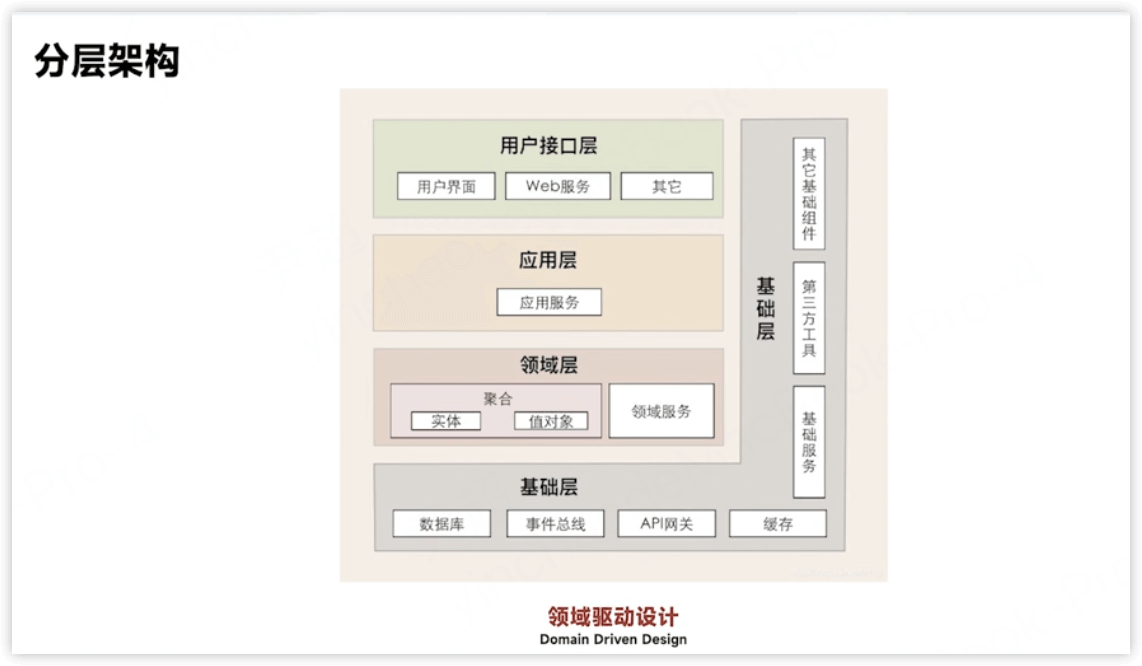 分层架构
用户接口层
用户界面 Web服务 其它
应用层
应用服务
领域层
聚合
实体 值对象
领域服务
基础层
数据库 事件总线 API网关 缓存
基础层
其它基础组件
第三方工具
基础服务
领域驱动设计
Domain Driven Design